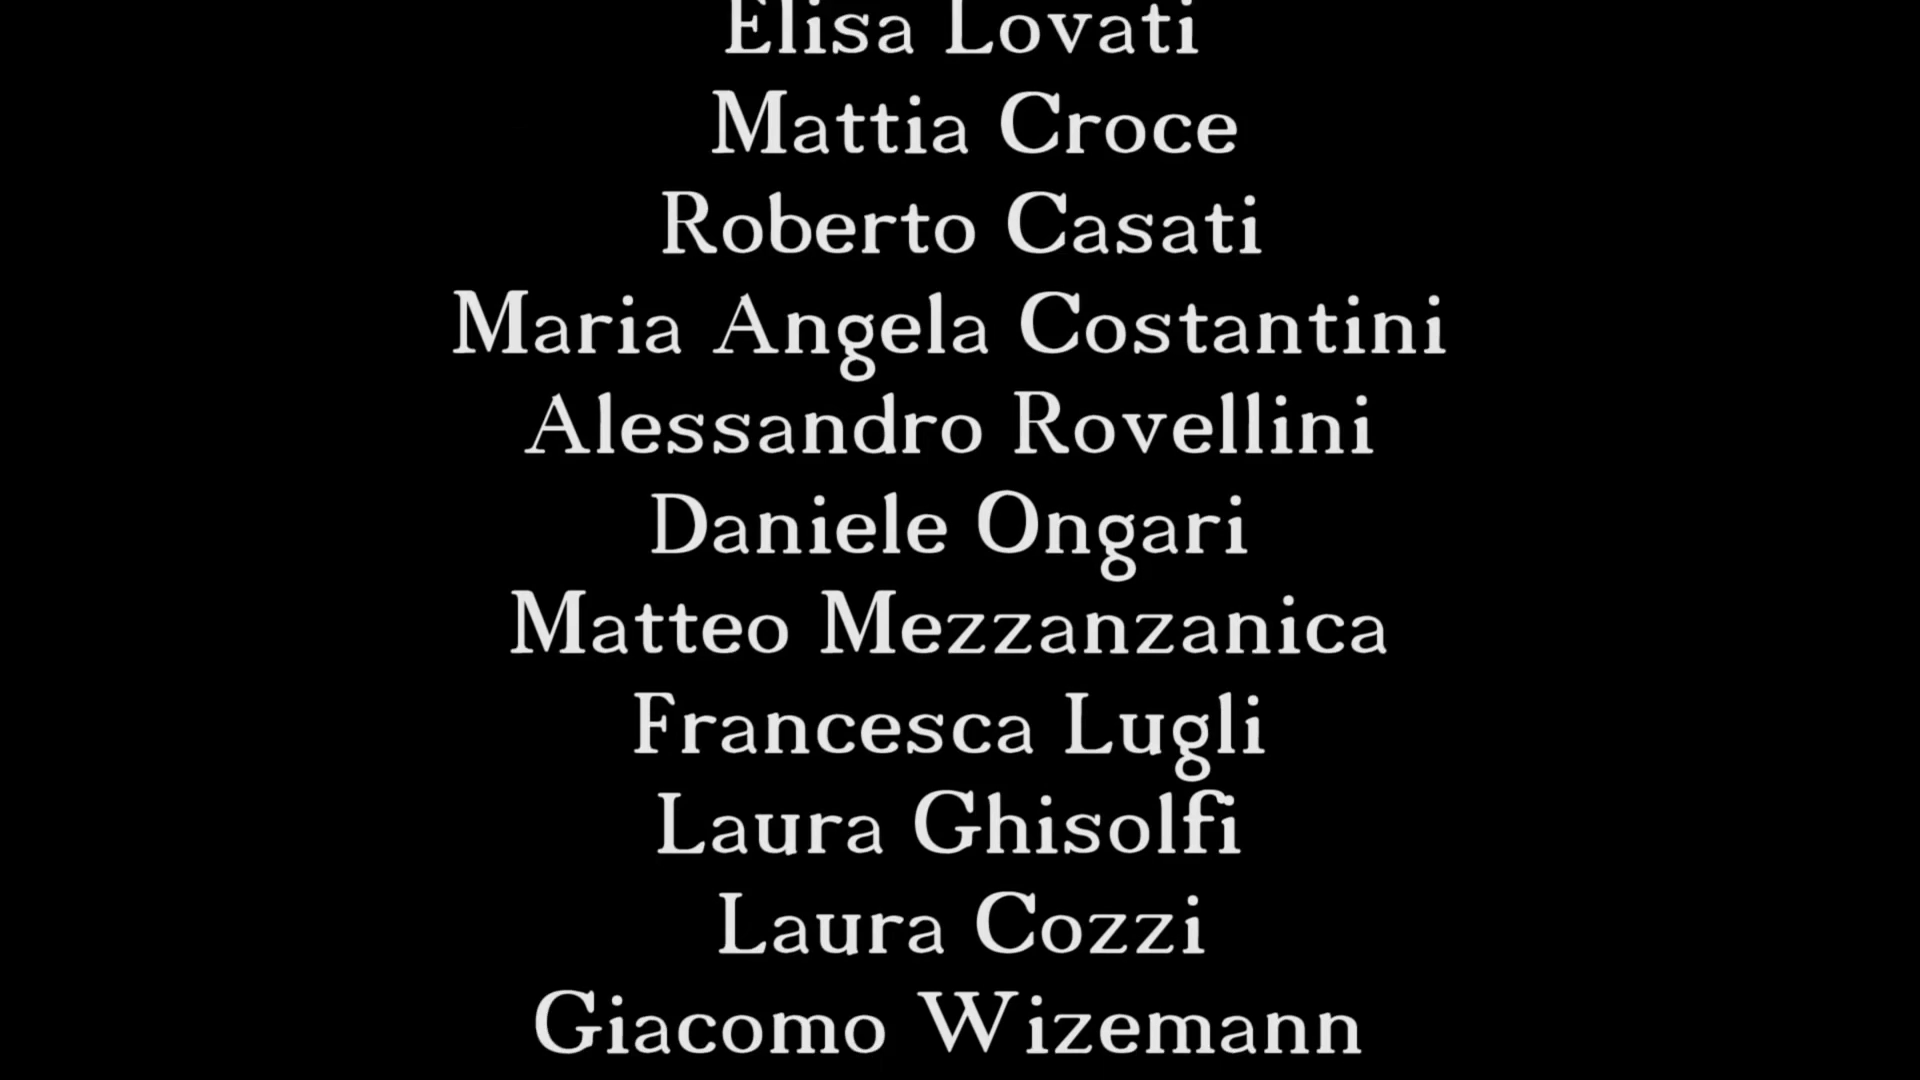 Elisa Lovati
Mattia Croce
Roberto Casati
Maria Angela Costantini
Alessandro Rovellini
Daniele Ongari
Matteo Mezzanzanica
Francesca Lugli
Laura Ghisolfi
Laura Cozzi
Giacomo Wizemann